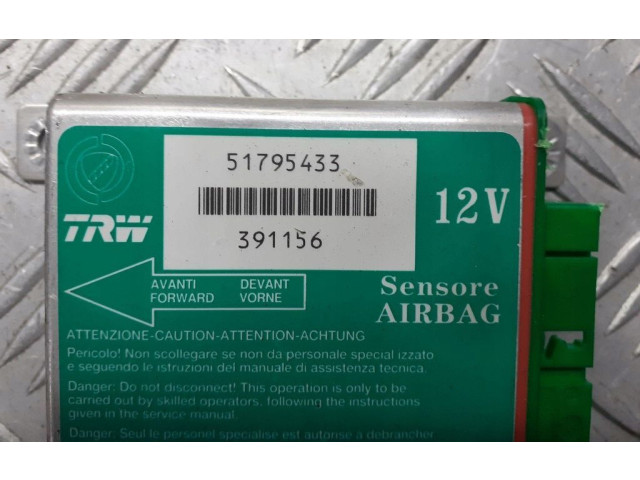 51795433
12V
TRW
391156
AVANTI DEVANT
FORWARD VORNE
Sensore
AIRBAG
ATTENZIONE-CAUTION-ATTENTION-ACHTUNG
Pericolo! Non scollegare se non da personale special izzato
e seguendo le istruzioni del manuale di assistenza tecnica.
Danger: Do not disconnect! This operation is only to be
carried out by skilled operators, following the instructions
given in the service manual.
Danger. Seul le personel specialise est autorise a debrancher